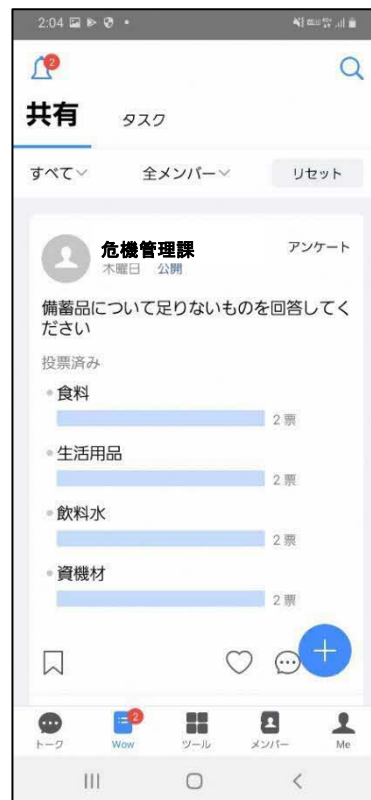 2:04
2
共有
タスク
すべて
全メンバー
リセット
危機管理課
アンケート
木曜日 公開
備蓄品について足りないものを回答してく
ださい
投票済み
食料
2 票
生活用品
2 票
飲料水
2 票
資機材
2 票
2
トーク
Wow
ツール
メンバー
Me